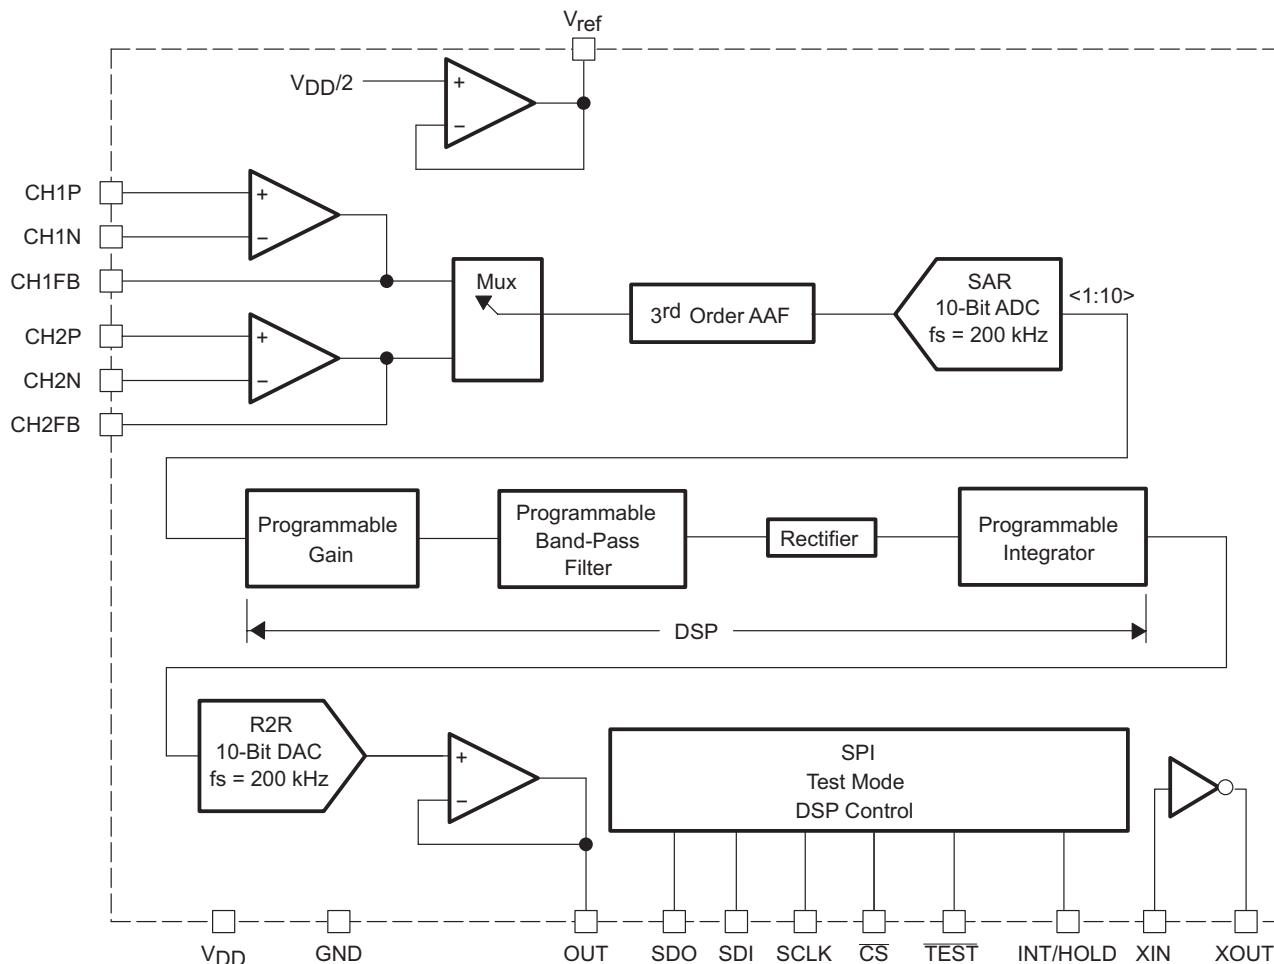 Vref
VDD/2
+
−
CH1P
CH1N
CH1FB
CH2P
CH2N
CH2FB
+
−
+
−
Mux
3rd Order AAF
SAR
10-Bit ADC
fs = 200 kHz
<1:10>
Programmable
Gain
Programmable
Band-Pass
Filter
Rectifier
Programmable
Integrator
DSP
R2R
10-Bit DAC
fs = 200 kHz
+
−
SPI
Test Mode
DSP Control
VDD
GND
OUT
SDO
SDI
SCLK
C̅S̅
T̅E̅S̅T̅
INT/HOLD
XIN
XOUT